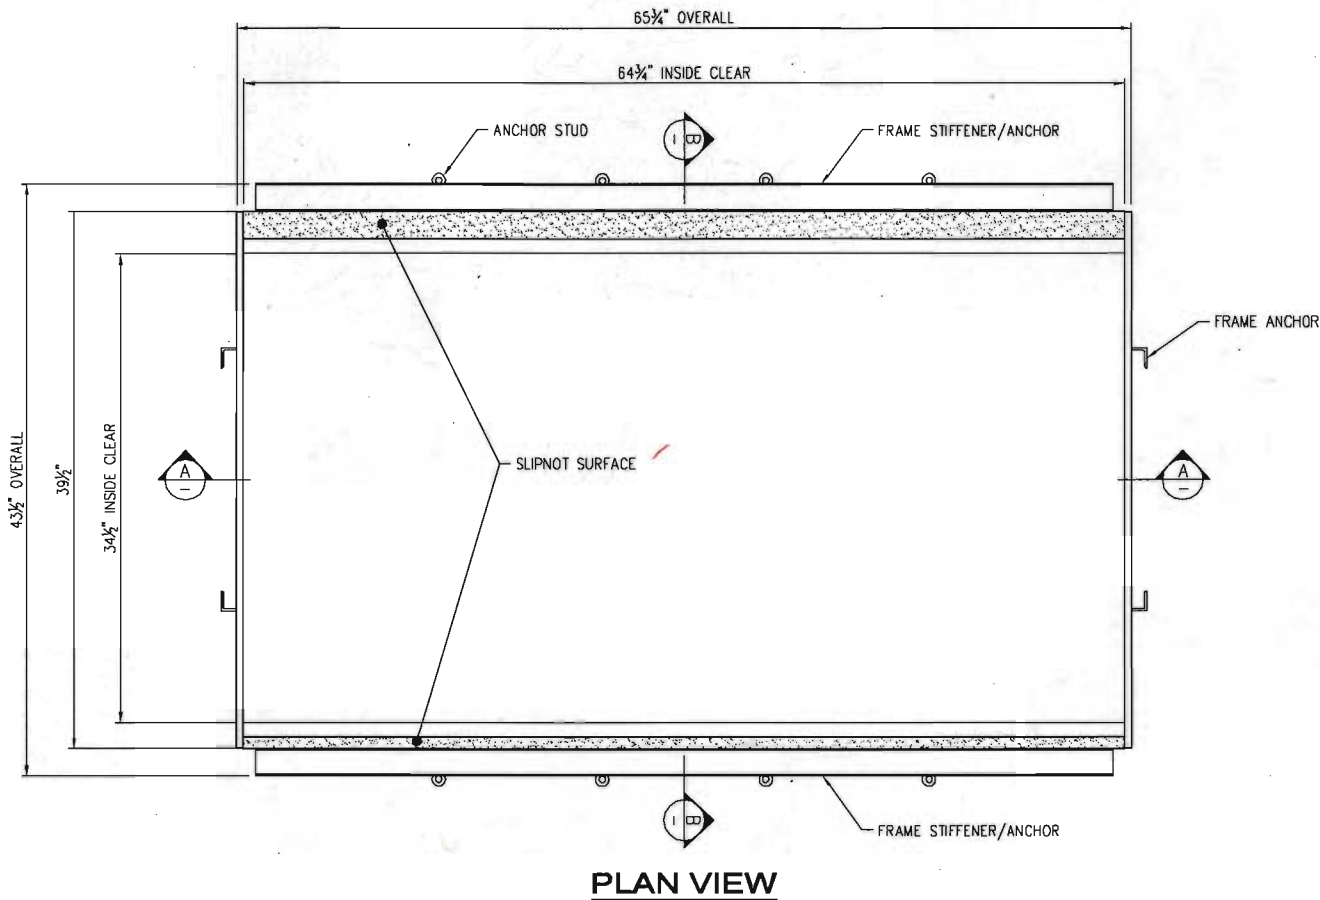 65¾" OVERALL
64¾" INSIDE CLEAR
ANCHOR STUD
B
FRAME STIFFENER/ANCHOR
FRAME ANCHOR
43½" OVERALL
39½"
34½" INSIDE CLEAR
A
SLIPNOT SURFACE
A
B
FRAME STIFFENER/ANCHOR
PLAN VIEW